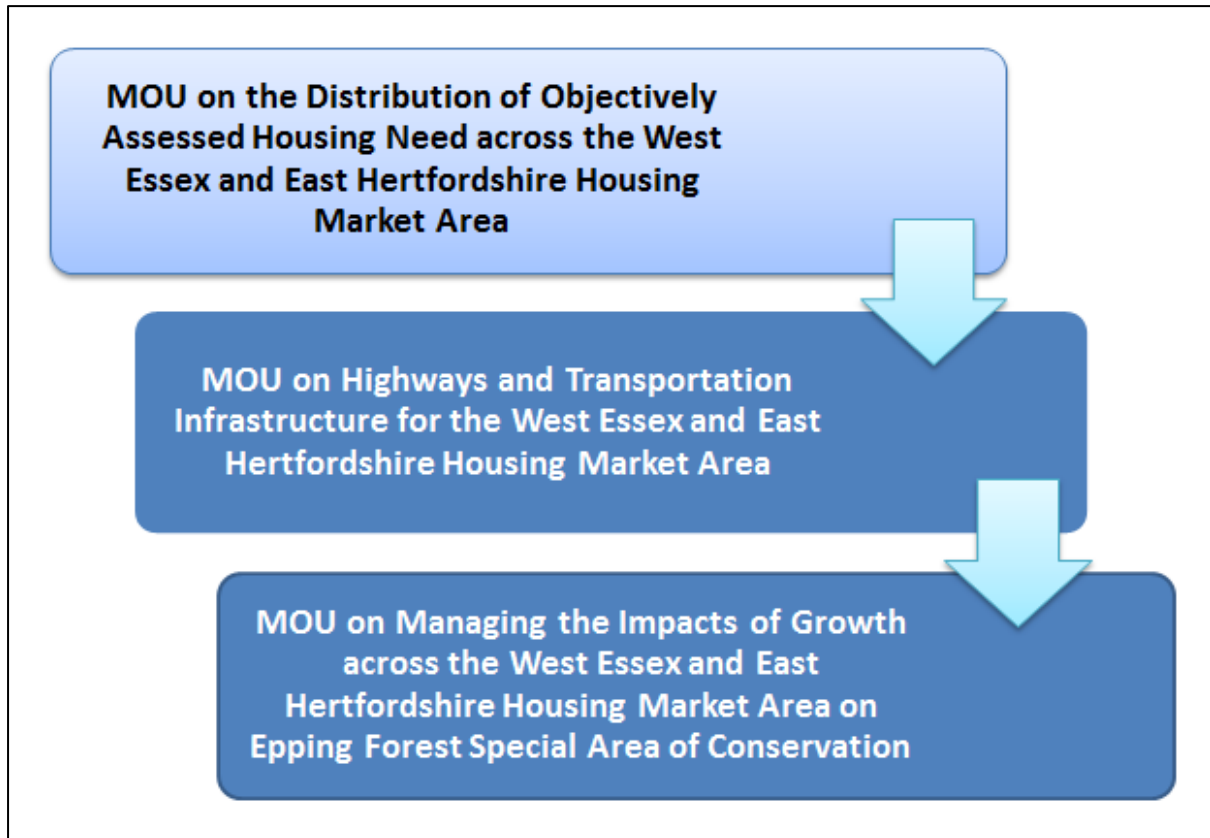 MOU on the Distribution of Objectively
Assessed Housing Need across the West
Essex and East Hertfordshire Housing
Market Area
MOU on Highways and Transportation
Infrastructure for the West Essex and East
Hertfordshire Housing Market Area
MOU on Managing the Impacts of Growth
across the West Essex and East
Hertfordshire Housing Market Area on
Epping Forest Special Area of Conservation